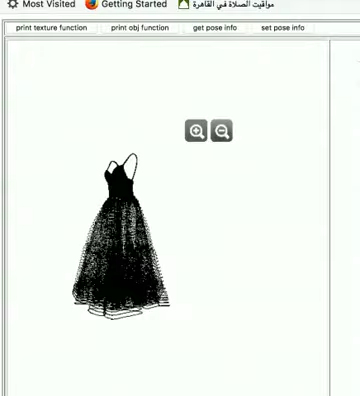 Most Visited Getting Started مواقيت الصلاة في القاهرة
print texture function print obj function get pose info set pose info